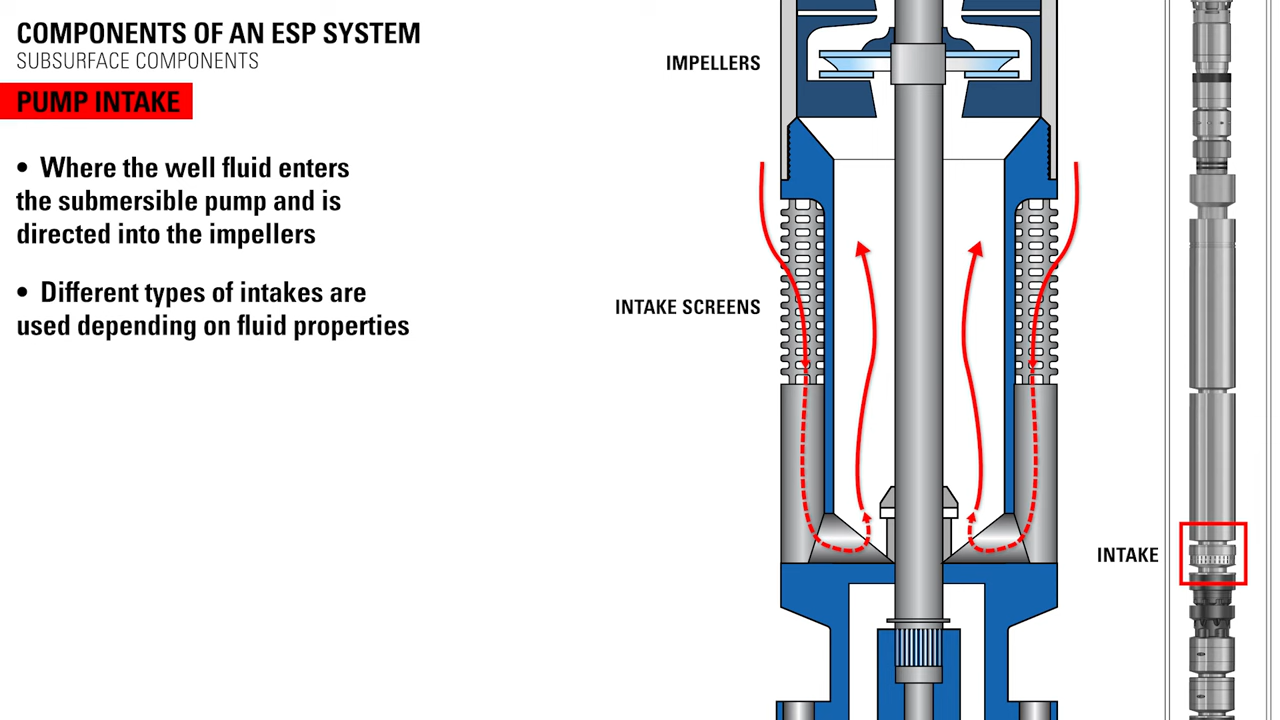 COMPONENTS OF AN ESP SYSTEM
SUBSURFACE COMPONENTS
PUMP INTAKE
• Where the well fluid enters
the submersible pump and is
directed into the impellers
• Different types of intakes are
used depending on fluid properties
IMPELLERS
INTAKE SCREENS
INTAKE